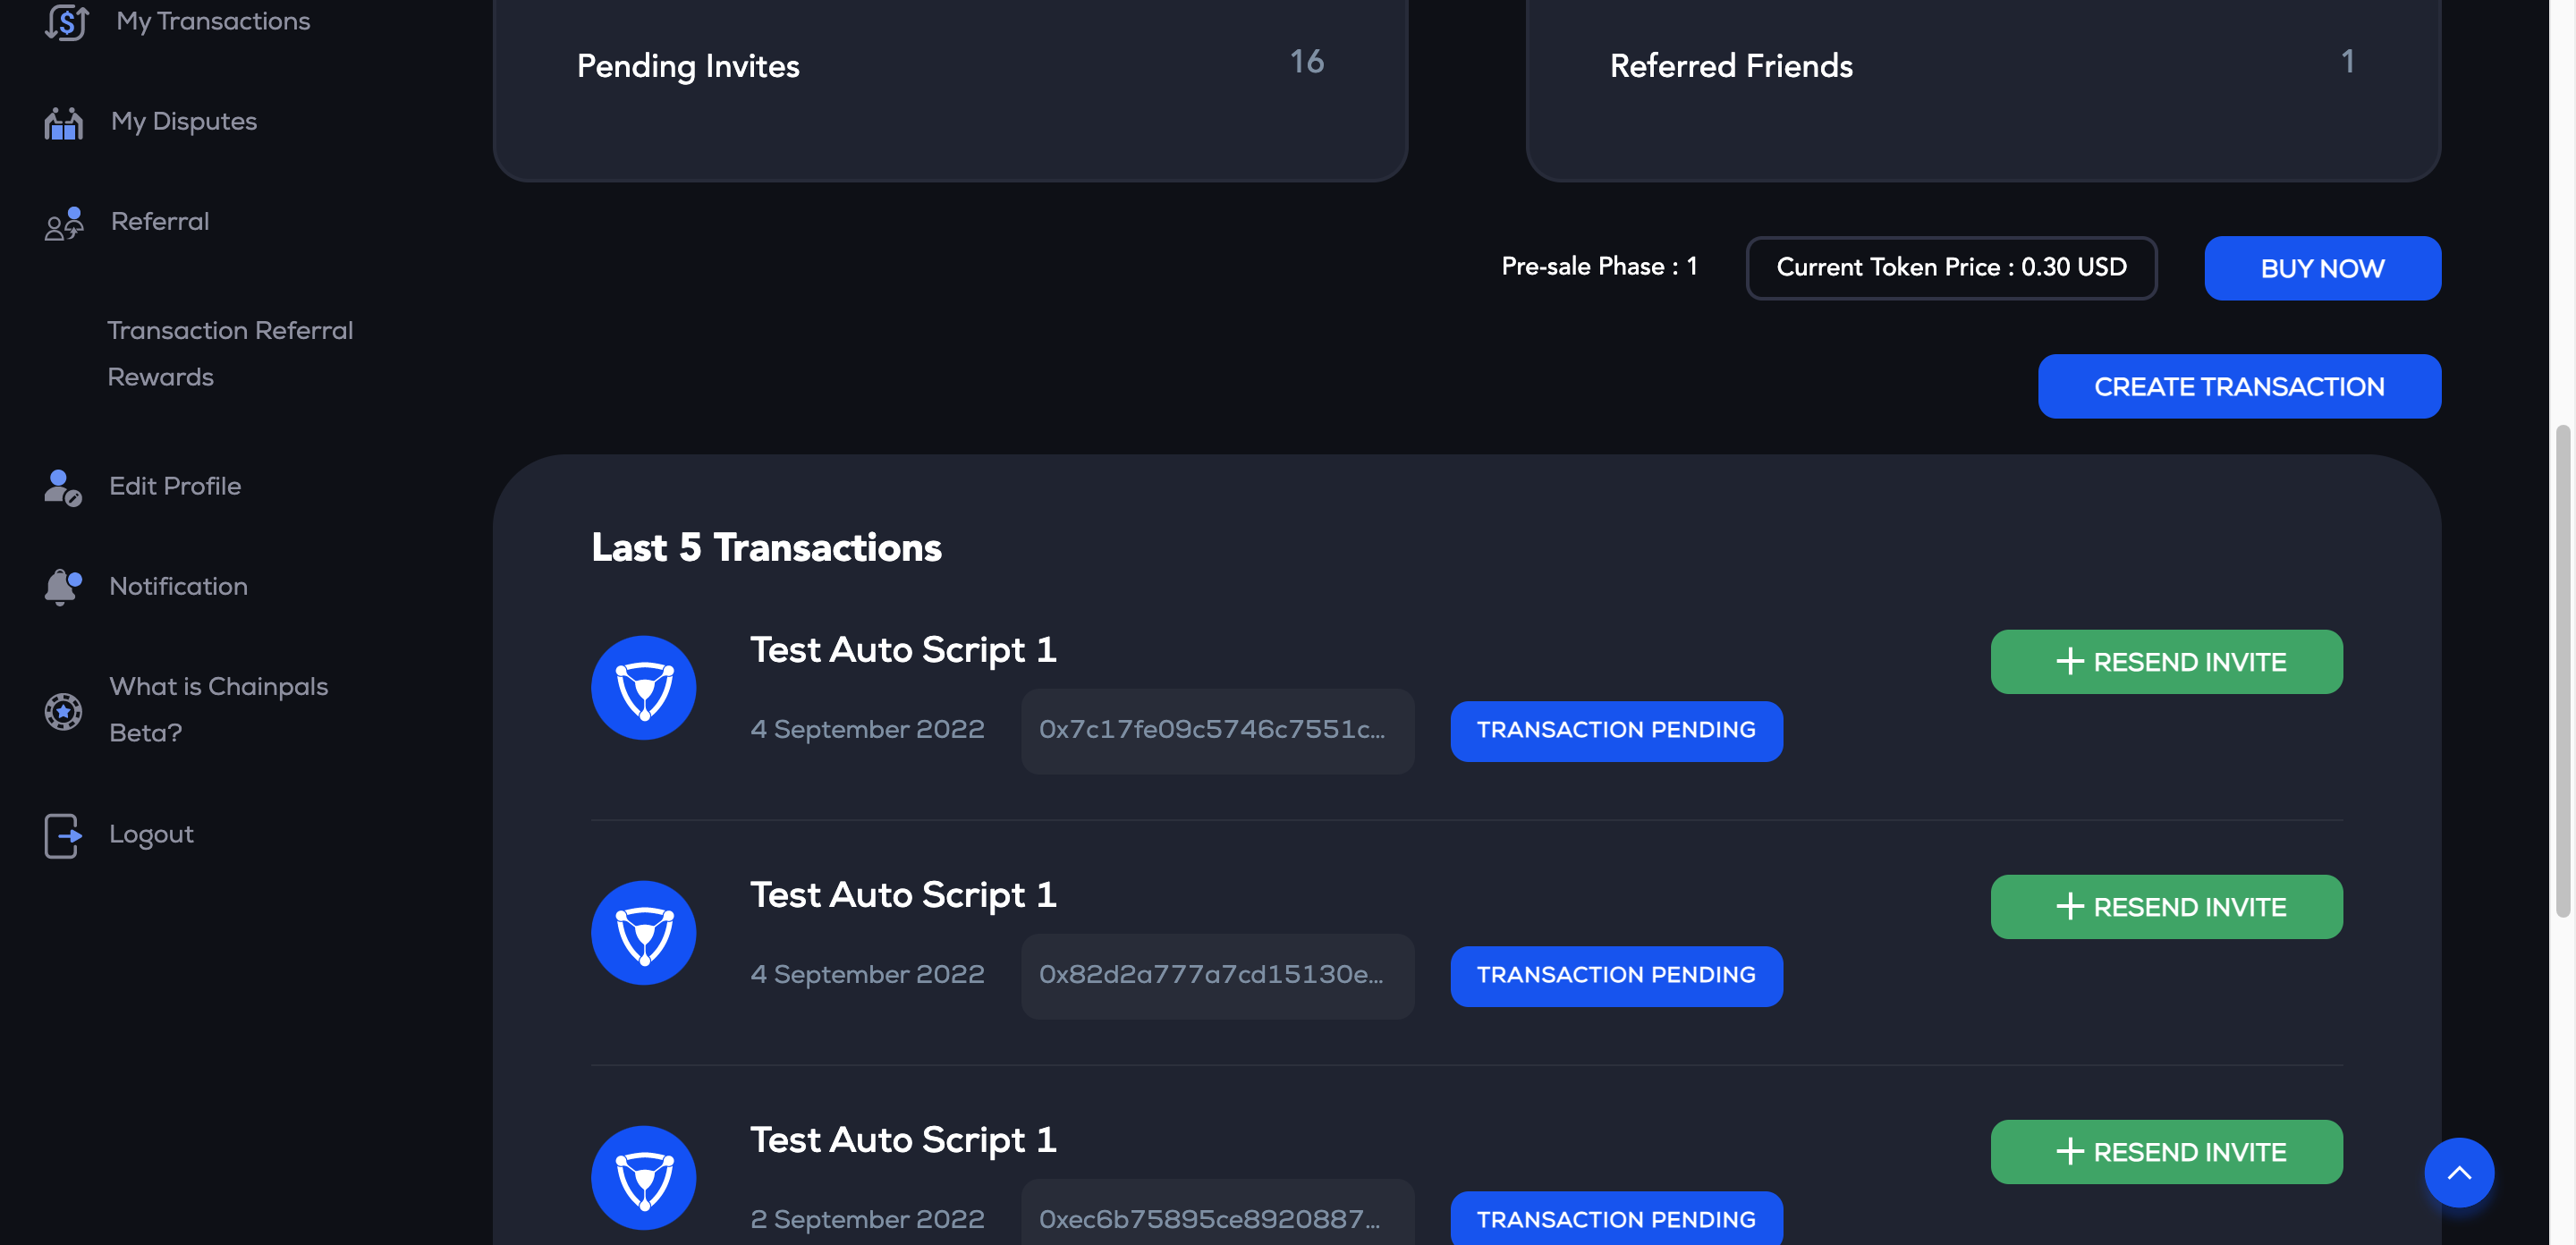 My Transactions
My Disputes
Referral
Transaction Referral
Rewards
Edit Profile
Notification
What is Chainpals
Beta?
Logout
Pending Invites
16
Referred Friends
1
Pre-sale Phase : 1
Current Token Price : 0.30 USD
BUY NOW
CREATE TRANSACTION
Last 5 Transactions
Test Auto Script 1
RESEND INVITE
4 September 2022
0x7c17fe09c5746c7551c...
TRANSACTION PENDING
Test Auto Script 1
RESEND INVITE
4 September 2022
0x82d2a777a7cd15130e...
TRANSACTION PENDING
Test Auto Script 1
RESEND INVITE
2 September 2022
0xec6b75895ce8920887...
TRANSACTION PENDING